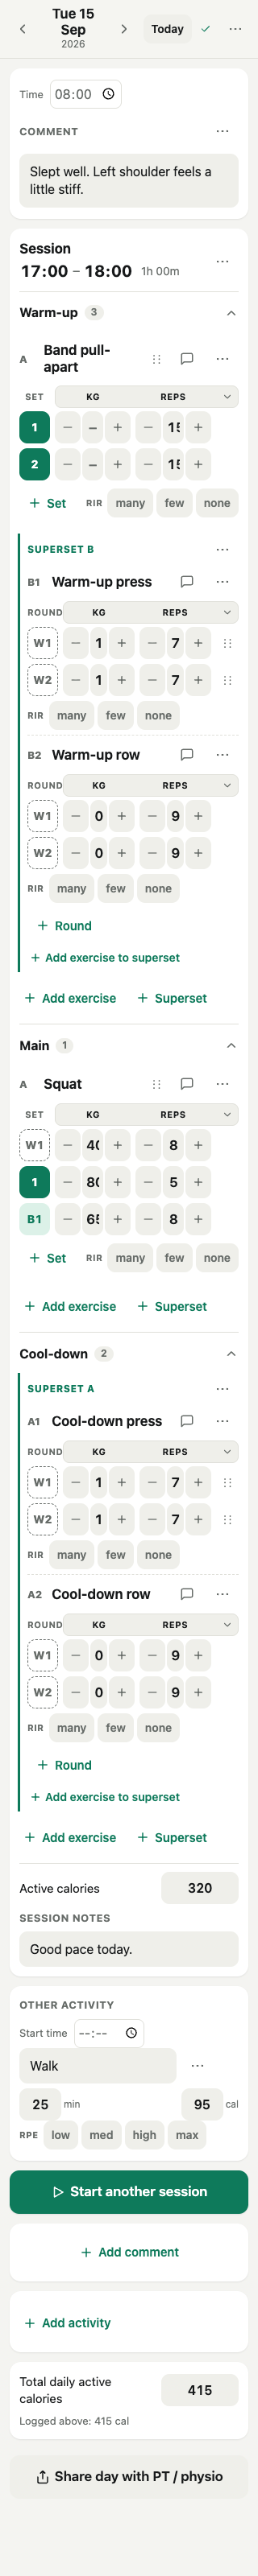 Tue 15
Sep
2026
Today
Time 08:00
COMMENT
Slept well. Left shoulder feels a
little stiff.
Session
17:00 – 18:00 1h 00m
Warm-up 3
A Band pull-
apart
SET KG REPS
1 − – + − 15 +
2 − – + − 15 +
+ Set RIR many few none
SUPERSET B
B1 Warm-up press
ROUND KG REPS
W1 − 1 + − 7 +
W2 − 1 + − 7 +
RIR many few none
B2 Warm-up row
ROUND KG REPS
W1 − 0 + − 9 +
W2 − 0 + − 9 +
RIR many few none
+ Round
+ Add exercise to superset
+ Add exercise + Superset
Main 1
A Squat
SET KG REPS
W1 − 40 + − 8 +
1 − 80 + − 5 +
B1 − 65 + − 8 +
+ Set RIR many few none
+ Add exercise + Superset
Cool-down 2
SUPERSET A
A1 Cool-down press
ROUND KG REPS
W1 − 1 + − 7 +
W2 − 1 + − 7 +
RIR many few none
A2 Cool-down row
ROUND KG REPS
W1 − 0 + − 9 +
W2 − 0 + − 9 +
RIR many few none
+ Round
+ Add exercise to superset
+ Add exercise + Superset
Active calories 320
SESSION NOTES
Good pace today.
OTHER ACTIVITY
Start time --:--
Walk
25 min 95 cal
RPE low med high max
Start another session
+ Add comment
+ Add activity
Total daily active
calories 415
Logged above: 415 cal
Share day with PT / physio